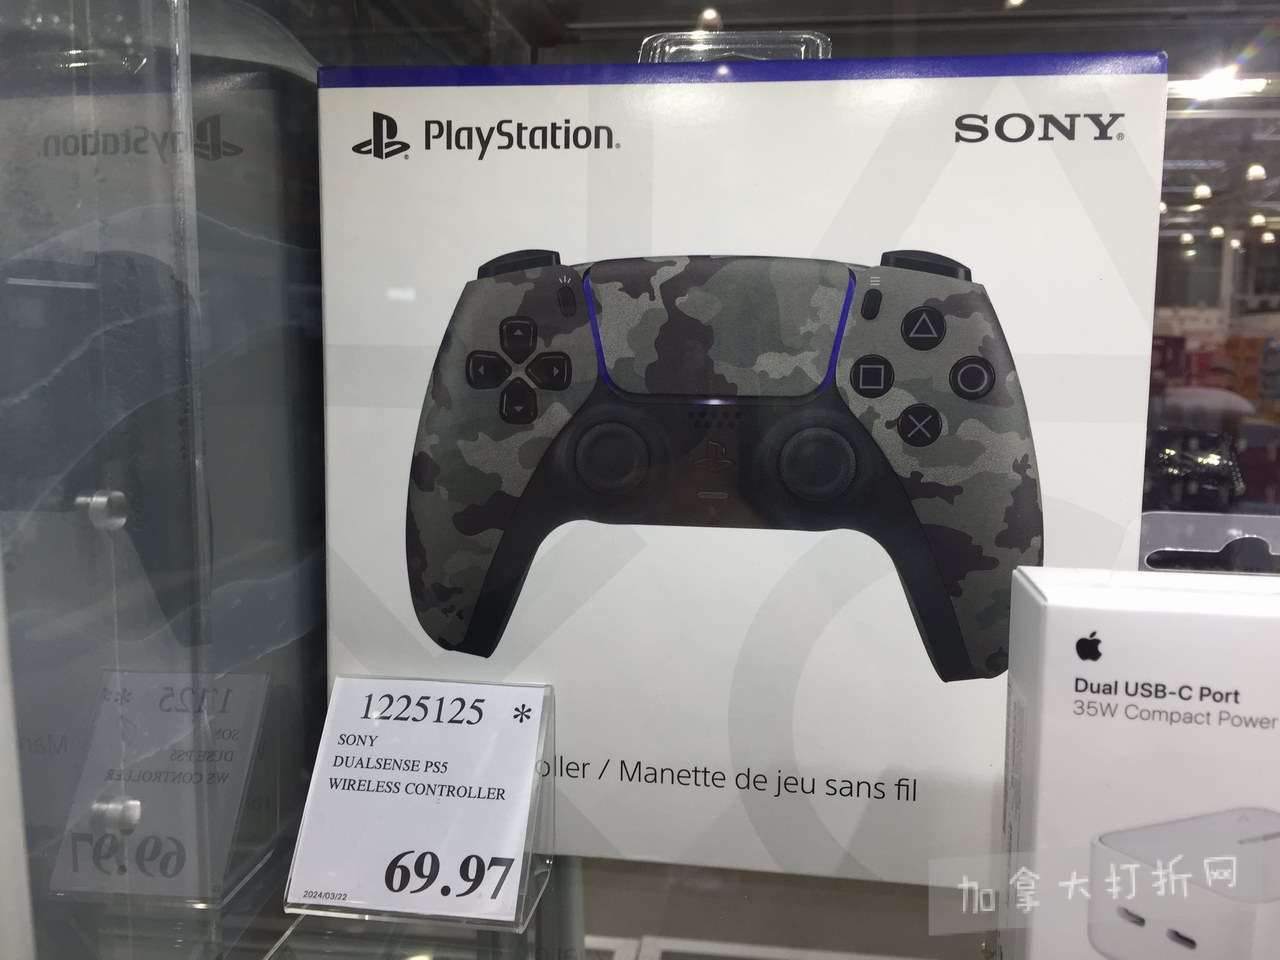 PlayStation®
SONY®
1225125 *
SONY
DUALSENSE PS5
WIRELESS CONTROLLER
69.97
2024/03/22
oller / Manette de jeu sans fil
Dual USB-C Port
35W Compact Power
加拿大打折网